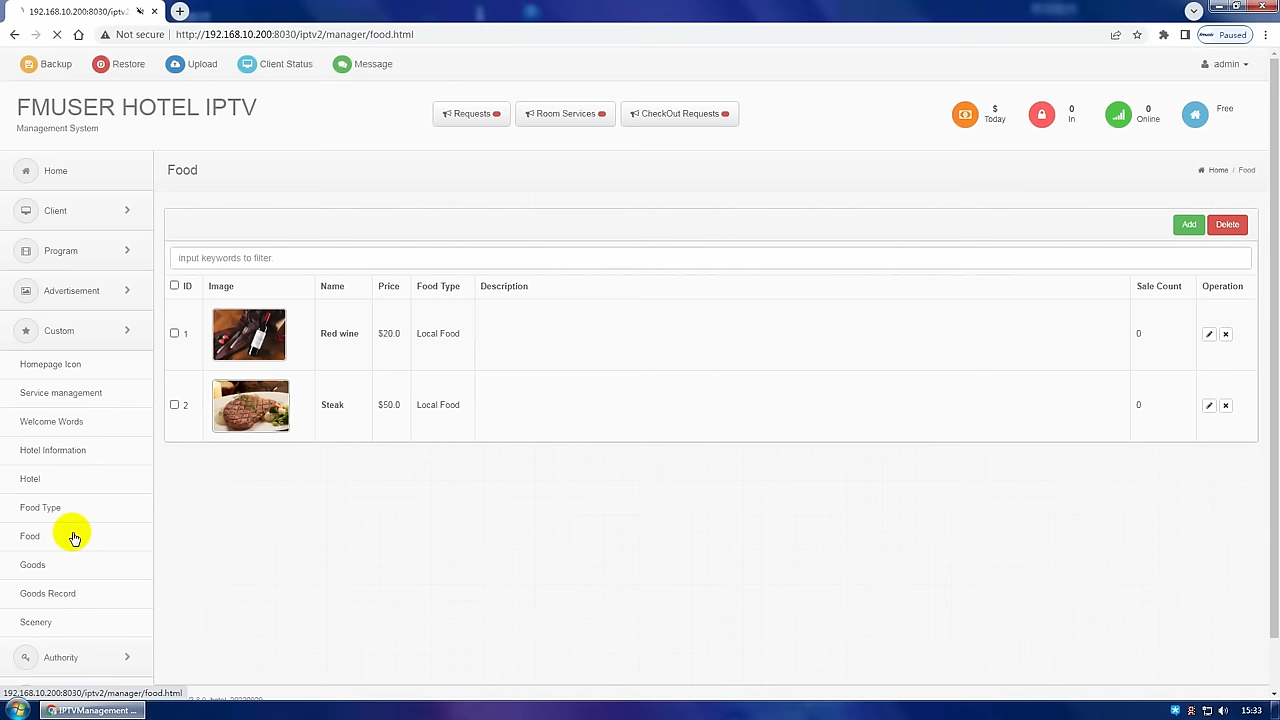 192.168.10.200:8030/iptv2
Not secure
http://192.168.10.200:8030/iptv2/manager/food.html
Paused
Backup
Restore
Upload
Client Status
Message
admin
FMUSER HOTEL IPTV
Management System
Requests
Room Services
CheckOut Requests
$
Today
0
In
0
Online
Free
Home
Client
Program
Advertisement
Custom
Homepage Icon
Service management
Welcome Words
Hotel Information
Hotel
Food Type
Food
Goods
Goods Record
Scenery
Authority
Food
Home / Food
Add
Delete
input keywords to filter
ID Image Name Price Food Type Description Sale Count Operation
1 Red wine $20.0 Local Food 0
2 Steak $50.0 Local Food 0
192.168.10.200:8030/iptv2/manager/food.html
IPTVManagement ...
15:33